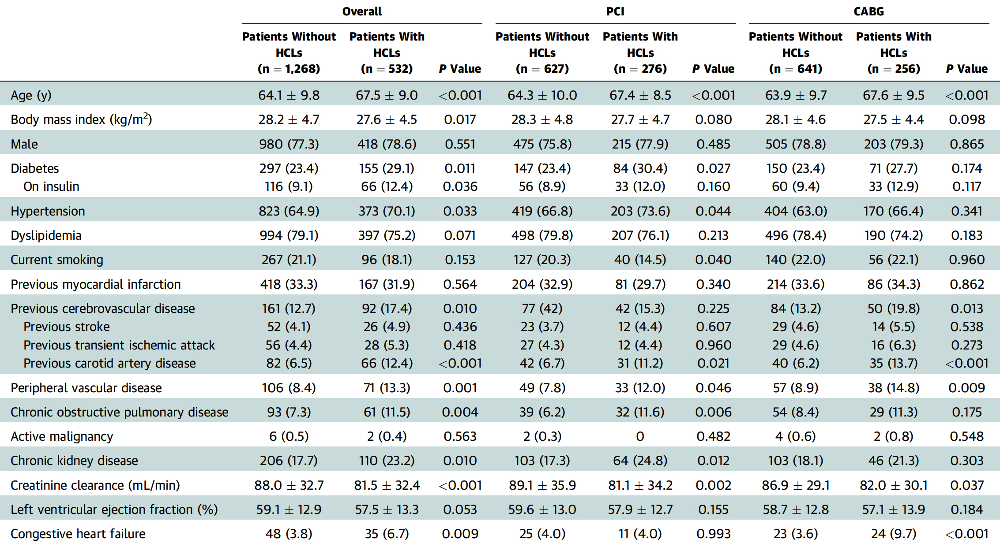 Overall PCI CABG
Patients Without Patients With Patients Without Patients With Patients Without Patients With
HCLs HCLs HCLs HCLs HCLs HCLs
(n = 1,268) (n = 532) P Value (n = 627) (n = 276) P Value (n = 641) (n = 256) P Value
Age (y) 64.1 ± 9.8 67.5 ± 9.0 <0.001 64.3 ± 10.0 67.4 ± 8.5 <0.001 63.9 ± 9.7 67.6 ± 9.5 <0.001
Body mass index (kg/m²) 28.2 ± 4.7 27.6 ± 4.5 0.017 28.3 ± 4.8 27.7 ± 4.7 0.080 28.1 ± 4.6 27.5 ± 4.4 0.098
Male 980 (77.3) 418 (78.6) 0.551 475 (75.8) 215 (77.9) 0.485 505 (78.8) 203 (79.3) 0.865
Diabetes 297 (23.4) 155 (29.1) 0.011 147 (23.4) 84 (30.4) 0.027 150 (23.4) 71 (27.7) 0.174
On insulin 116 (9.1) 66 (12.4) 0.036 56 (8.9) 33 (12.0) 0.160 60 (9.4) 33 (12.9) 0.117
Hypertension 823 (64.9) 373 (70.1) 0.033 419 (66.8) 203 (73.6) 0.044 404 (63.0) 170 (66.4) 0.341
Dyslipidemia 994 (79.1) 397 (75.2) 0.071 498 (79.8) 207 (76.1) 0.213 496 (78.4) 190 (74.2) 0.183
Current smoking 267 (21.1) 96 (18.1) 0.153 127 (20.3) 40 (14.5) 0.040 140 (22.0) 56 (22.1) 0.960
Previous myocardial infarction 418 (33.3) 167 (31.9) 0.564 204 (32.9) 81 (29.7) 0.340 214 (33.6) 86 (34.3) 0.862
Previous cerebrovascular disease 161 (12.7) 92 (17.4) 0.010 77 (42) 42 (15.3) 0.225 84 (13.2) 50 (19.8) 0.013
Previous stroke 52 (4.1) 26 (4.9) 0.436 23 (3.7) 12 (4.4) 0.607 29 (4.6) 14 (5.5) 0.538
Previous transient ischemic attack 56 (4.4) 28 (5.3) 0.418 27 (4.3) 12 (4.4) 0.960 29 (4.6) 16 (6.3) 0.273
Previous carotid artery disease 82 (6.5) 66 (12.4) <0.001 42 (6.7) 31 (11.2) 0.021 40 (6.2) 35 (13.7) <0.001
Peripheral vascular disease 106 (8.4) 71 (13.3) 0.001 49 (7.8) 33 (12.0) 0.046 57 (8.9) 38 (14.8) 0.009
Chronic obstructive pulmonary disease 93 (7.3) 61 (11.5) 0.004 39 (6.2) 32 (11.6) 0.006 54 (8.4) 29 (11.3) 0.175
Active malignancy 6 (0.5) 2 (0.4) 0.563 2 (0.3) 0 0.482 4 (0.6) 2 (0.8) 0.548
Chronic kidney disease 206 (17.7) 110 (23.2) 0.010 103 (17.3) 64 (24.8) 0.012 103 (18.1) 46 (21.3) 0.303
Creatinine clearance (mL/min) 88.0 ± 32.7 81.5 ± 32.4 <0.001 89.1 ± 35.9 81.1 ± 34.2 0.002 86.9 ± 29.1 82.0 ± 30.1 0.037
Left ventricular ejection fraction (%) 59.1 ± 12.9 57.5 ± 13.3 0.053 59.6 ± 13.0 57.9 ± 12.7 0.155 58.7 ± 12.8 57.1 ± 13.9 0.184
Congestive heart failure 48 (3.8) 35 (6.7) 0.009 25 (4.0) 11 (4.0) 0.993 23 (3.6) 24 (9.7) <0.001